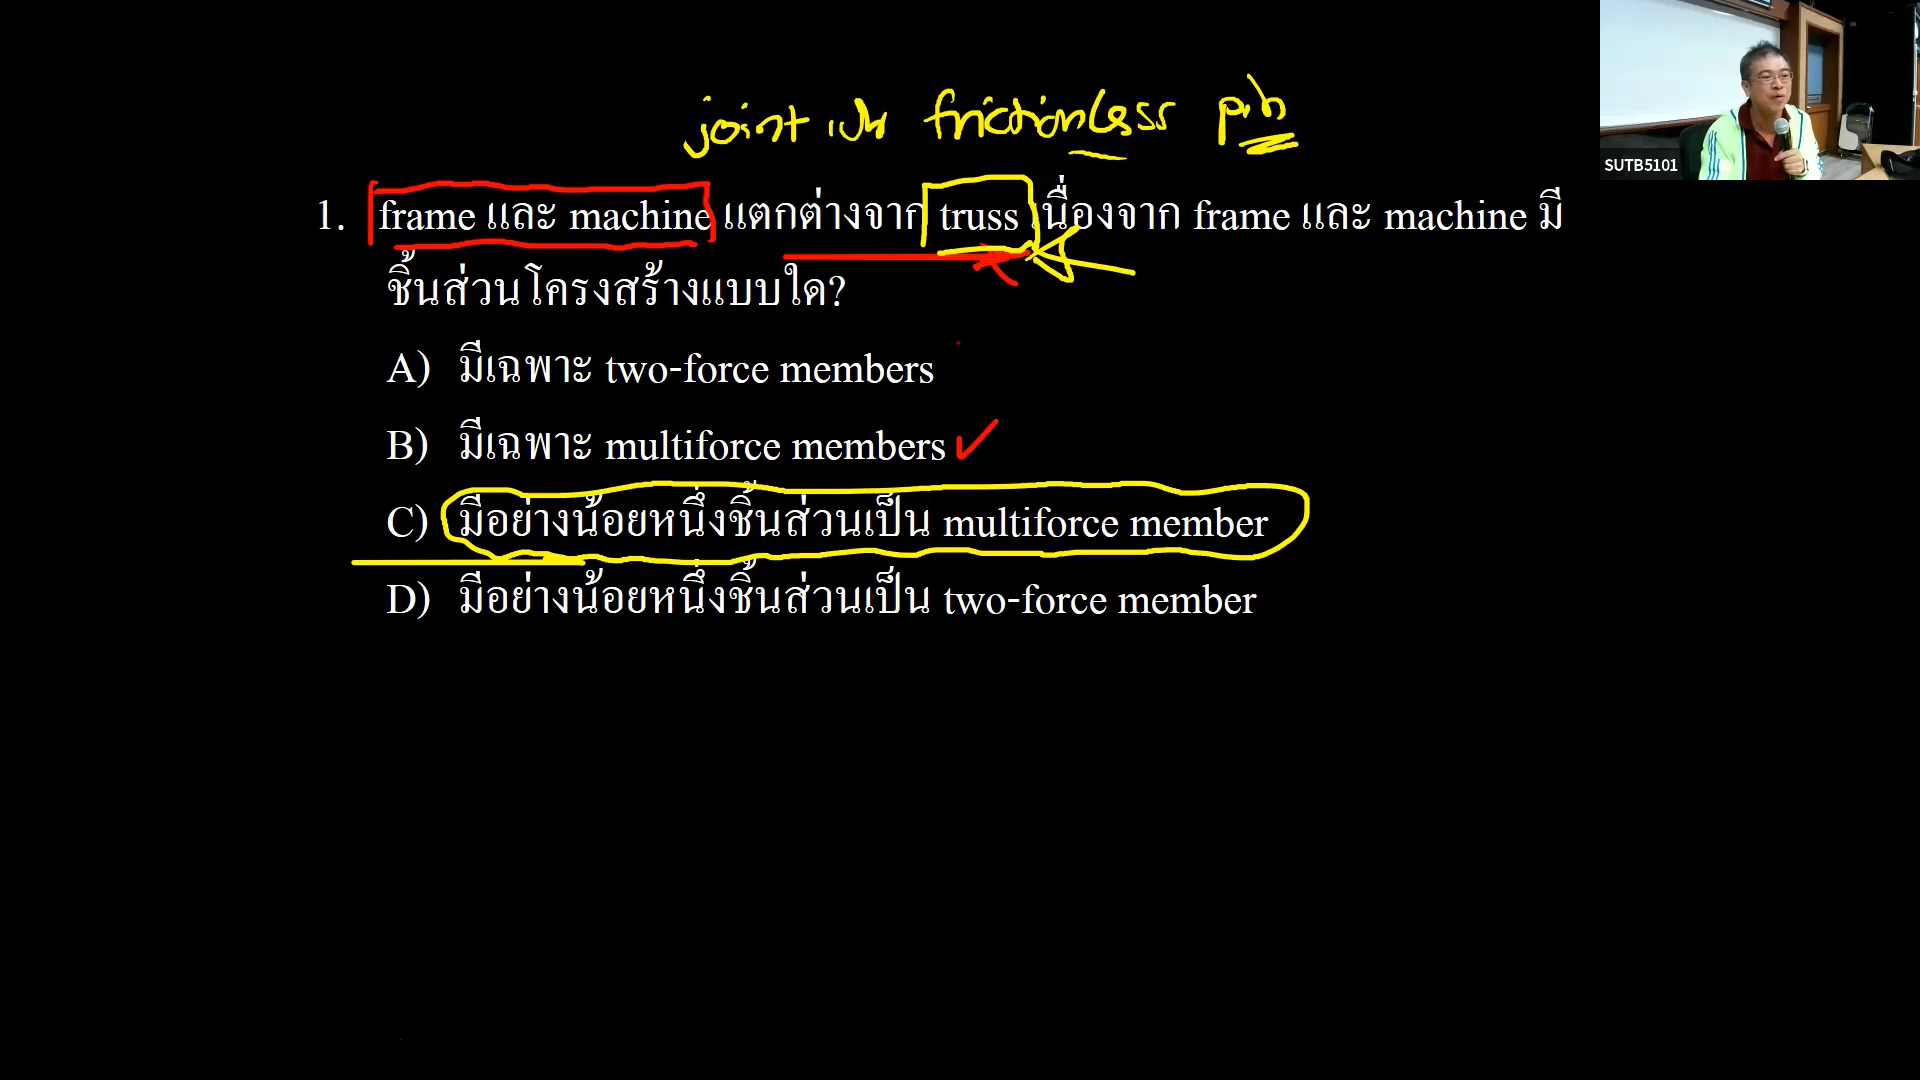 joint เป็น frictionless pin
SUTB5101
1. frame และ machine แตกต่างจาก truss เนื่องจาก frame และ machine มี
ชิ้นส่วนโครงสร้างแบบใด?
A) มีเฉพาะ two-force members
B) มีเฉพาะ multiforce members ✓
C) มีอย่างน้อยหนึ่งชิ้นส่วนเป็น multiforce member
D) มีอย่างน้อยหนึ่งชิ้นส่วนเป็น two-force member